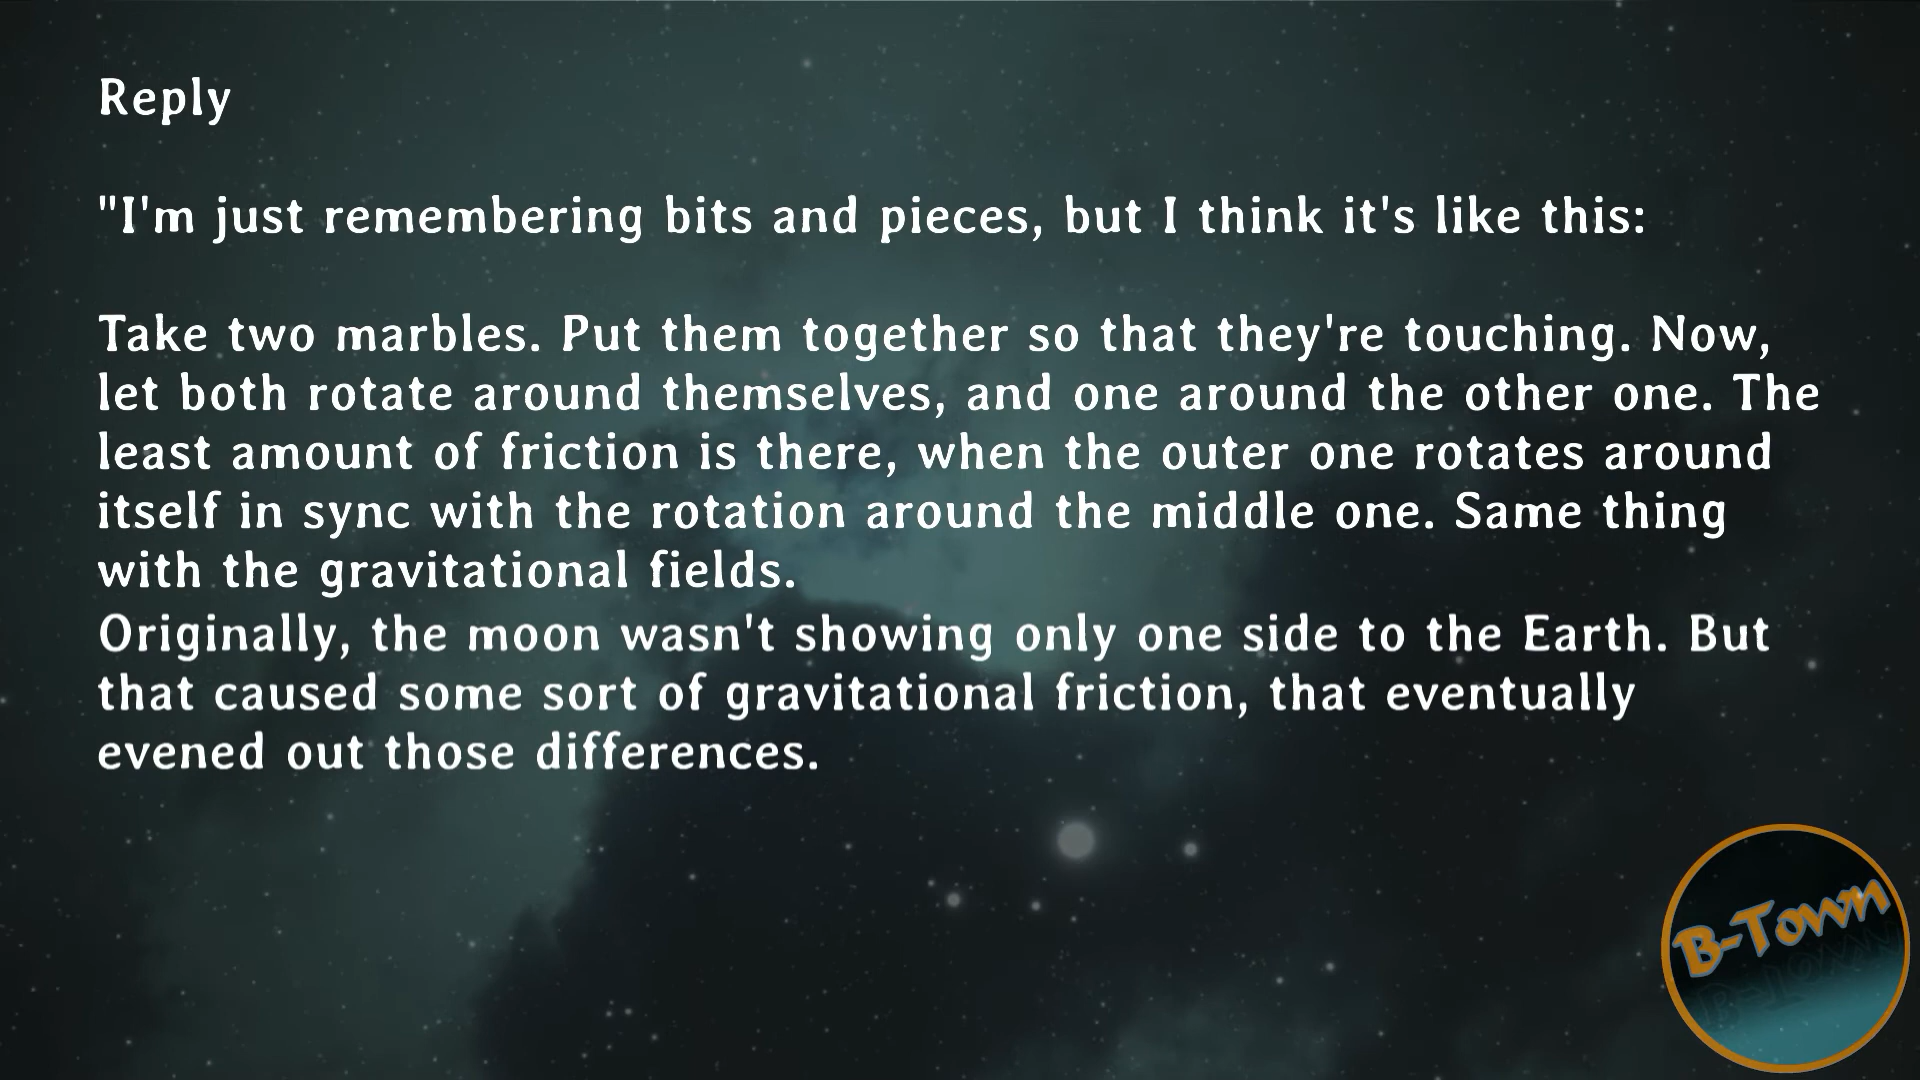 Reply
"I'm just remembering bits and pieces, but I think it's like this:
Take two marbles. Put them together so that they're touching. Now,
let both rotate around themselves, and one around the other one. The
least amount of friction is there, when the outer one rotates around
itself in sync with the rotation around the middle one. Same thing
with the gravitational fields.
Originally, the moon wasn't showing only one side to the Earth. But
that caused some sort of gravitational friction, that eventually
evened out those differences.
B-Town